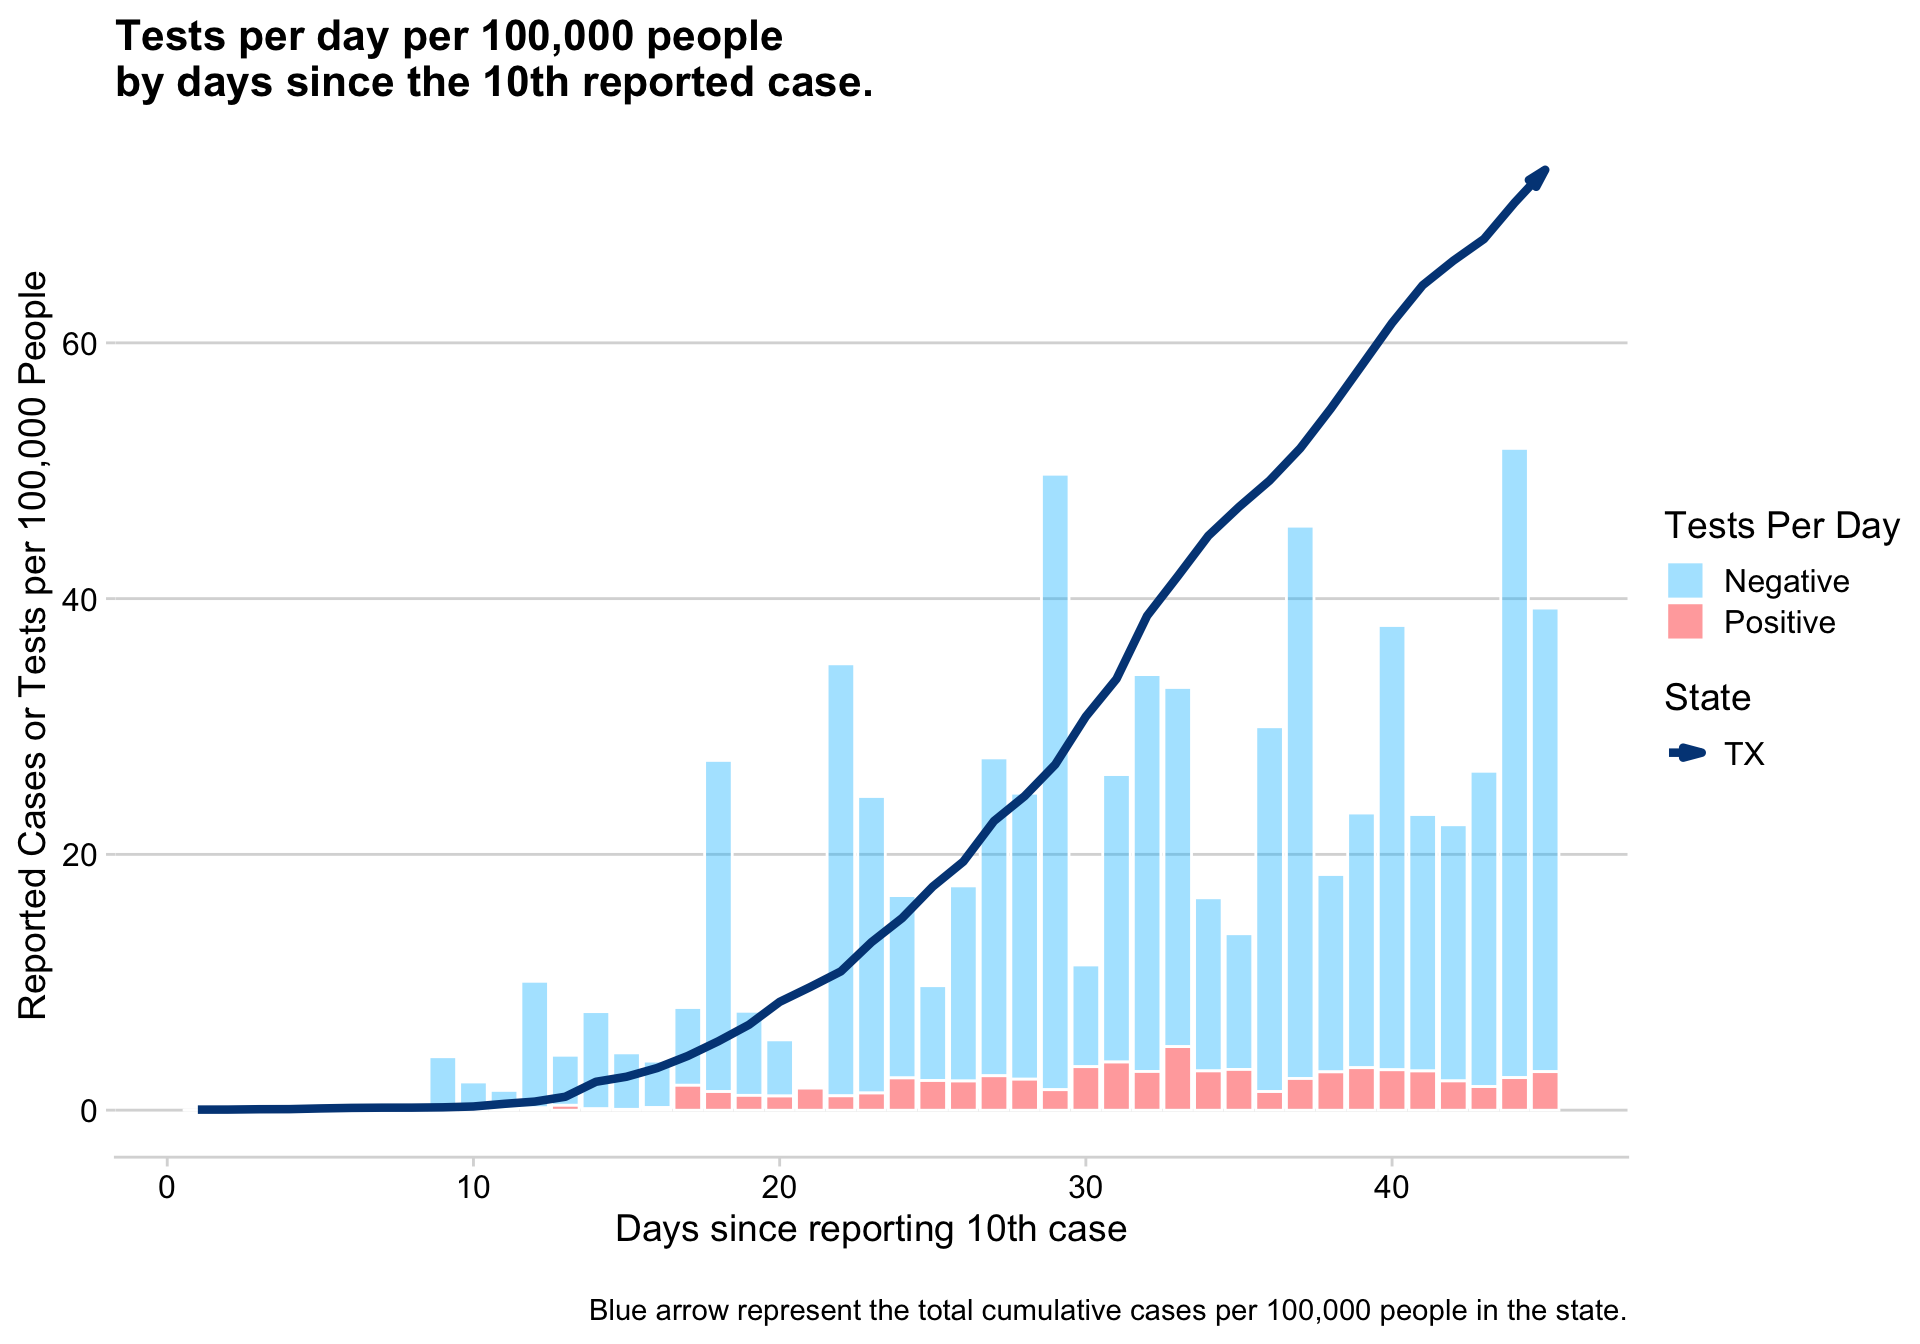 Tests per day per 100,000 people
by days since the 10th reported case.
Reported Cases or Tests per 100,000 People
60
40
20
0
0 10 20 30 40
Days since reporting 10th case
Tests Per Day
Negative
Positive
State
TX
Blue arrow represent the total cumulative cases per 100,000 people in the state.